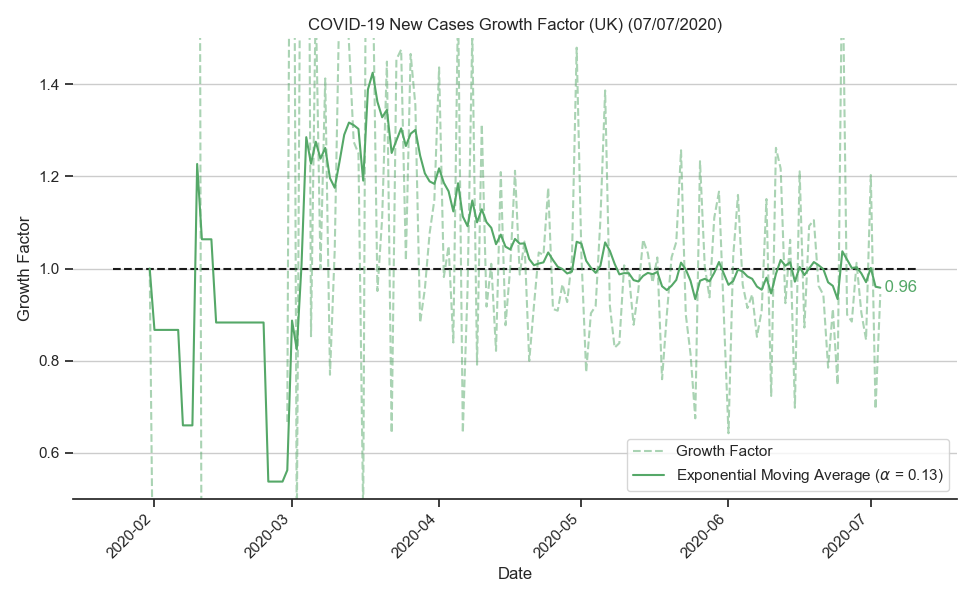 COVID-19 New Cases Growth Factor (UK) (07/07/2020)
Growth Factor
1.4
1.2
1.0
0.8
0.6
0.96
Growth Factor
Exponential Moving Average (α = 0.13)
2020-02
2020-03
2020-04
2020-05
2020-06
2020-07
Date